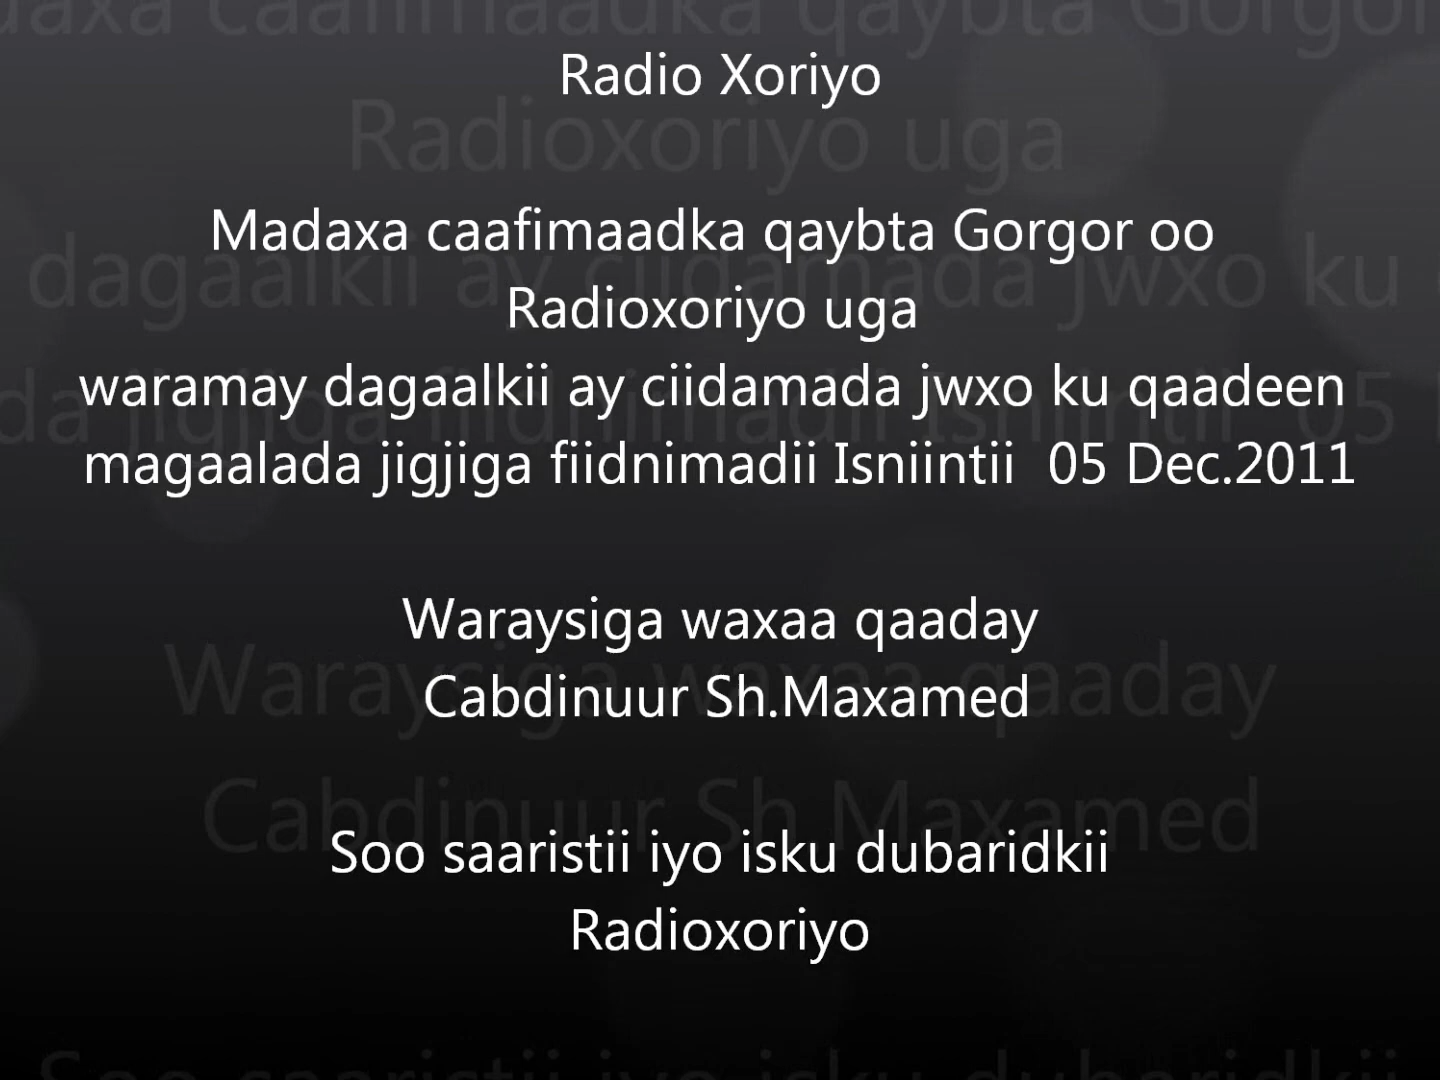 Radio Xoriyo
Madaxa caafimaadka qaybta Gorgor oo
Radioxoriyo uga
waramay dagaalkii ay ciidamada jwxo ku qaadeen
magaalada jigjiga fiidnimadii Isniintii 05 Dec.2011
Waraysiga waxaa qaaday
Cabdinuur Sh.Maxamed
Soo saaristii iyo isku dubaridkii
Radioxoriyo